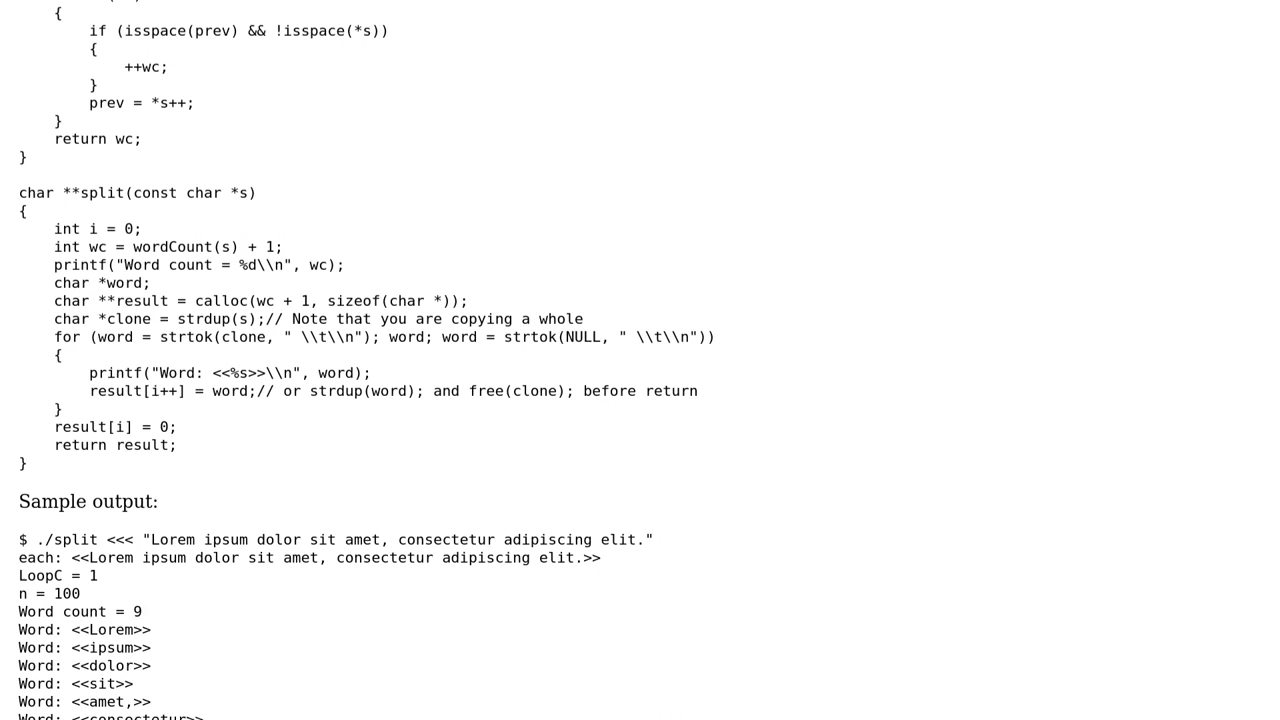 {
        if (isspace(prev) && !isspace(*s))
        {
            ++wc;
        }
        prev = *s++;
    }
    return wc;
}

char **split(const char *s)
{
    int i = 0;
    int wc = wordCount(s) + 1;
    printf("Word count = %d\\n", wc);
    char *word;
    char **result = calloc(wc + 1, sizeof(char *));
    char *clone = strdup(s);// Note that you are copying a whole
    for (word = strtok(clone, " \\t\\n"); word; word = strtok(NULL, " \\t\\n"))
    {
        printf("Word: <<%s>>\\n", word);
        result[i++] = word;// or strdup(word); and free(clone); before return
    }
    result[i] = 0;
    return result;
}

Sample output:

$ ./split <<< "Lorem ipsum dolor sit amet, consectetur adipiscing elit."
each: <<Lorem ipsum dolor sit amet, consectetur adipiscing elit.>>
LoopC = 1
n = 100
Word count = 9
Word: <<Lorem>>
Word: <<ipsum>>
Word: <<dolor>>
Word: <<sit>>
Word: <<amet,>>
Word: <<consectetur>>